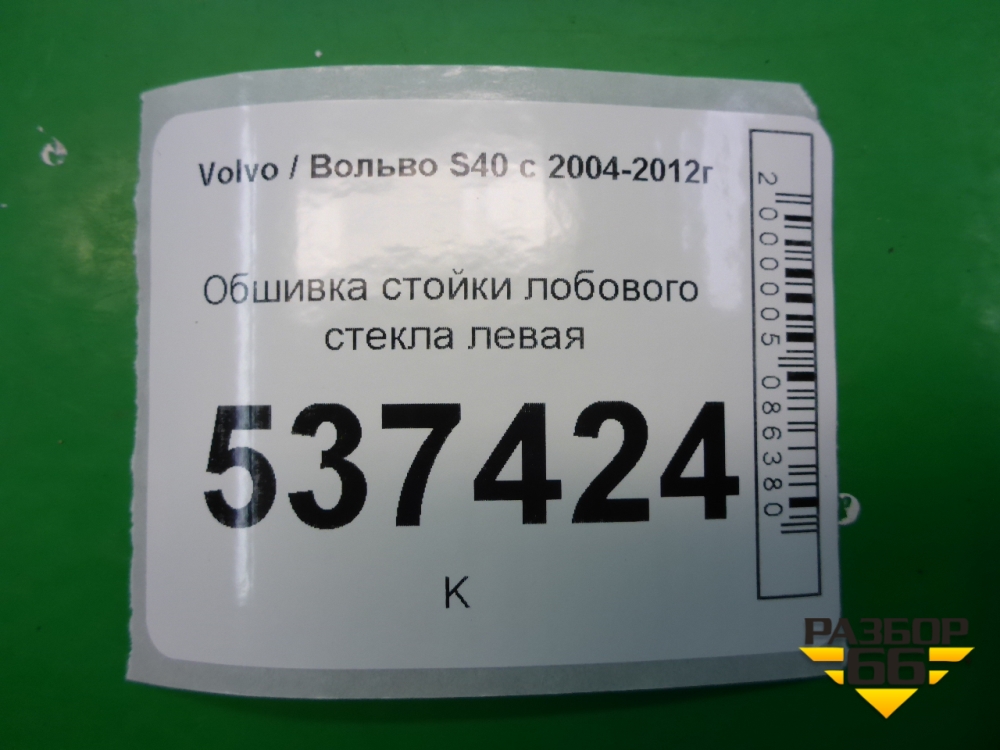 Volvo / Вольво S40 с 2004-2012г
Обшивка стойки лобового
стекла левая
537424
К
2000005086380
РАЗБОР
66